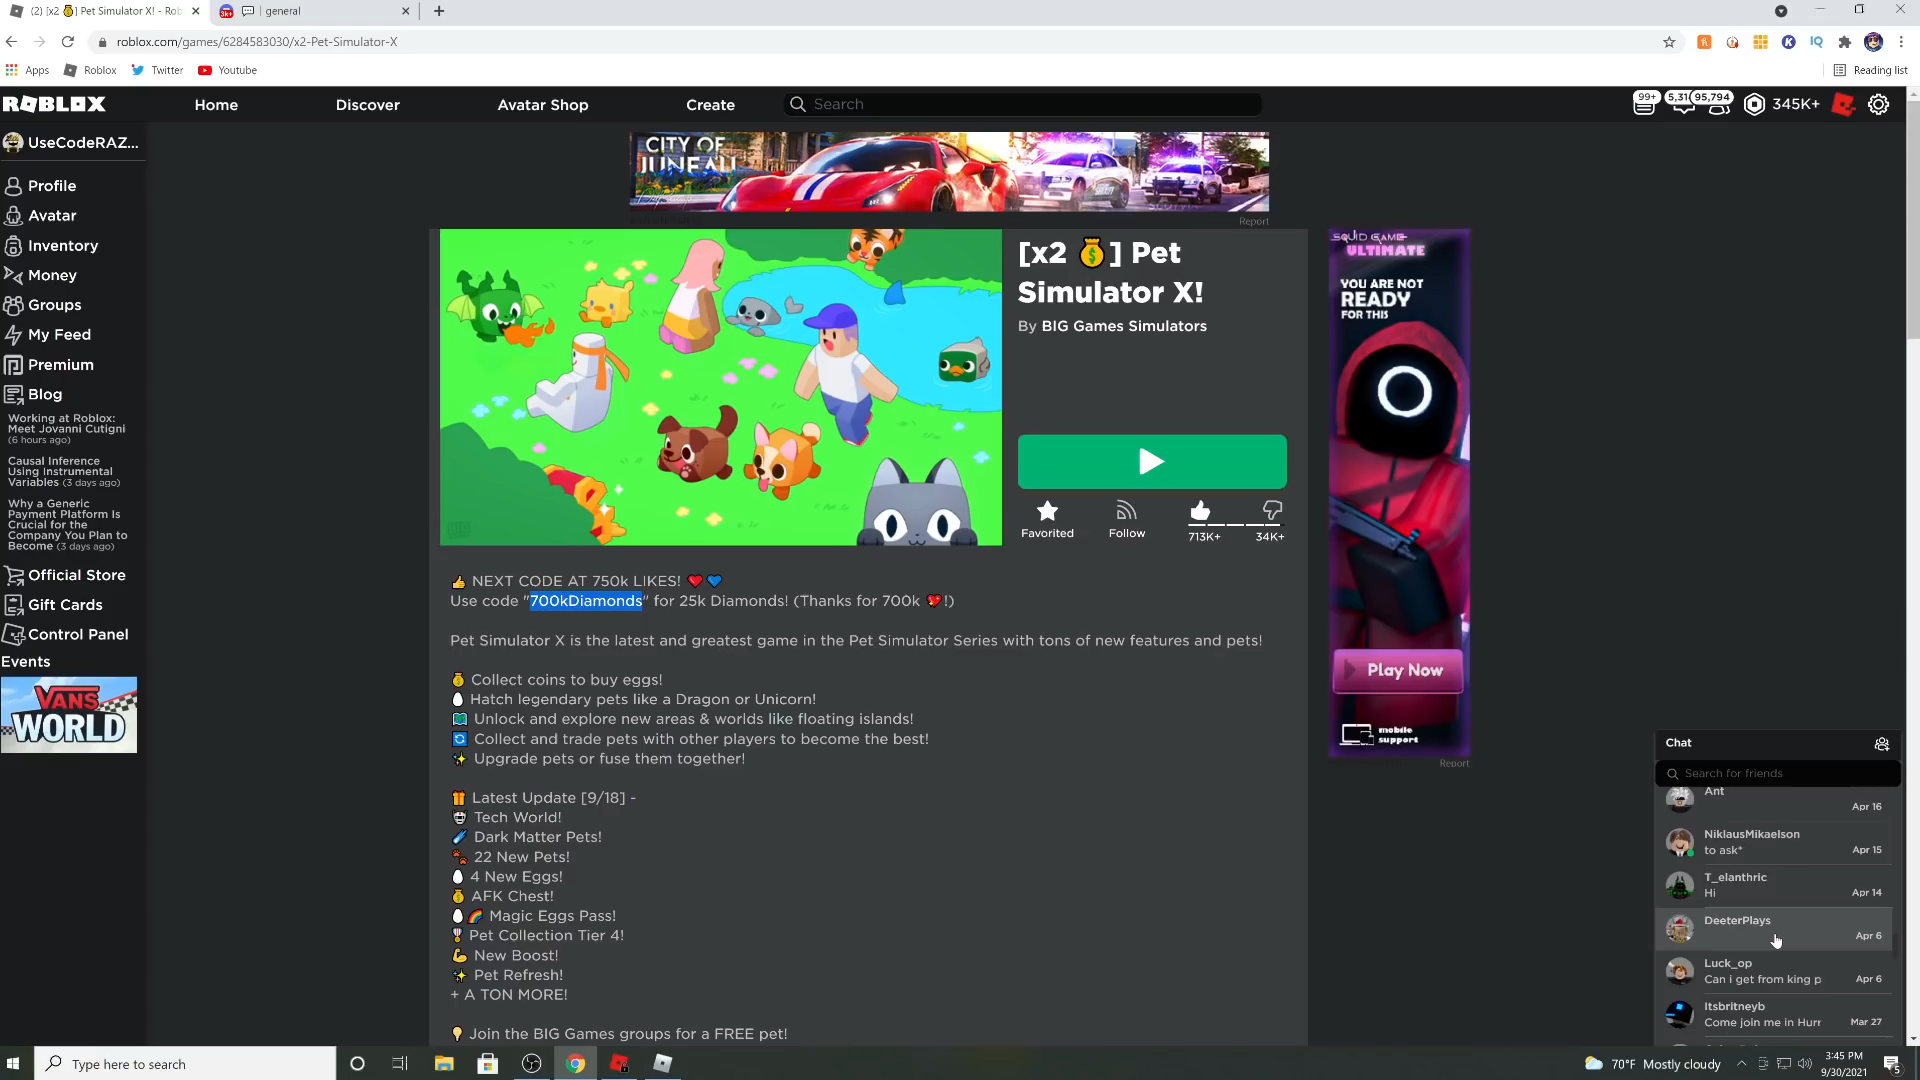 (2) [x2 💰] Pet Simulator X! - Rob
general
roblox.com/games/6284583030/x2-Pet-Simulator-X
Apps
Roblox
Twitter
Youtube
Reading list
ROBLOX
Home
Discover
Avatar Shop
Create
Search
99+
5,31
95,794
345K+
UseCodeRAZ...
Profile
Avatar
Inventory
Money
Groups
My Feed
Premium
Blog
Working at Roblox:
Meet Jovanni Cutigni
(6 hours ago)
Causal Inference
Using Instrumental
Variables (3 days ago)
Why a Generic
Payment Platform Is
Crucial for the
Company You Plan to
Become (3 days ago)
Official Store
Gift Cards
Control Panel
Events
VANS
WORLD
CITY OF
JUNEAU
Report
[x2 💰] Pet
Simulator X!
By BIG Games Simulators
Favorited
Follow
713K+
34K+
👍 NEXT CODE AT 750k LIKES! ❤️💙
Use code "700kDiamonds" for 25k Diamonds! (Thanks for 700k 💖!)
Pet Simulator X is the latest and greatest game in the Pet Simulator Series with tons of new features and pets!
💰 Collect coins to buy eggs!
🥚 Hatch legendary pets like a Dragon or Unicorn!
🗺️ Unlock and explore new areas & worlds like floating islands!
🔄 Collect and trade pets with other players to become the best!
✨ Upgrade pets or fuse them together!
🎁 Latest Update [9/18] -
🤖 Tech World!
Dark Matter Pets!
🐾 22 New Pets!
🥚 4 New Eggs!
💰 AFK Chest!
🥚🌈 Magic Eggs Pass!
🎖️ Pet Collection Tier 4!
💪 New Boost!
✨ Pet Refresh!
+ A TON MORE!
💡 Join the BIG Games groups for a FREE pet!
SQUID GAME
ULTIMATE
YOU ARE NOT
READY
FOR THIS
Play Now
mobile
support
Report
Chat
Search for friends
Ant
Apr 16
NiklausMikaelson
to ask*
Apr 15
T_elanthric
Hi
Apr 14
DeeterPlays
Apr 6
Luck_op
Can i get from king p
Apr 6
Itsbritneyb
Come join me in Hurr
Mar 27
Type here to search
70°F Mostly cloudy
3:45 PM
9/30/2021
5